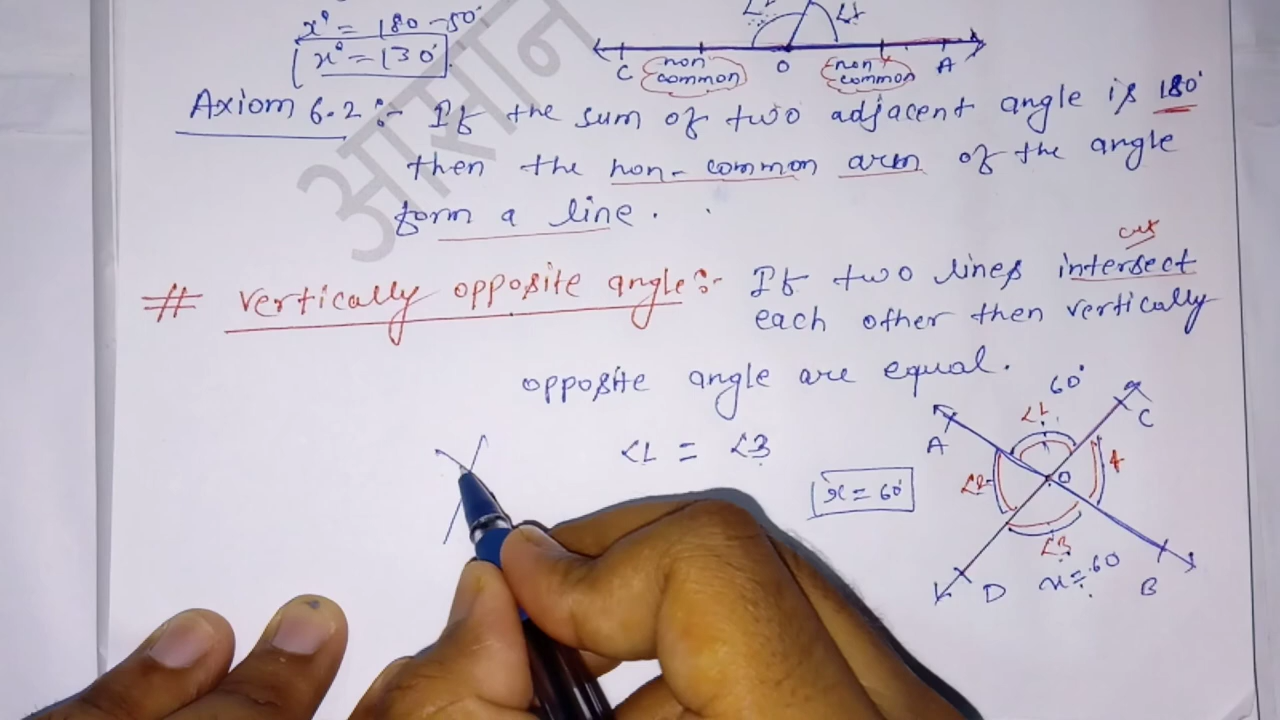 x° = 180 - 50°
x° = 130°
∠1
C
non common
O
non common
A
आसान
Axiom 6.2 :- If the sum of two adjacent angle is 180°
then the non-common arm of the angle
form a line.
cut
# Vertically opposite angle :- If two lines intersect
each other then vertically
opposite angle are equal.
∠1 = ∠3
x = 60°
60°
∠1
A
C
∠2
O
4
∠3
x = 60
D
B